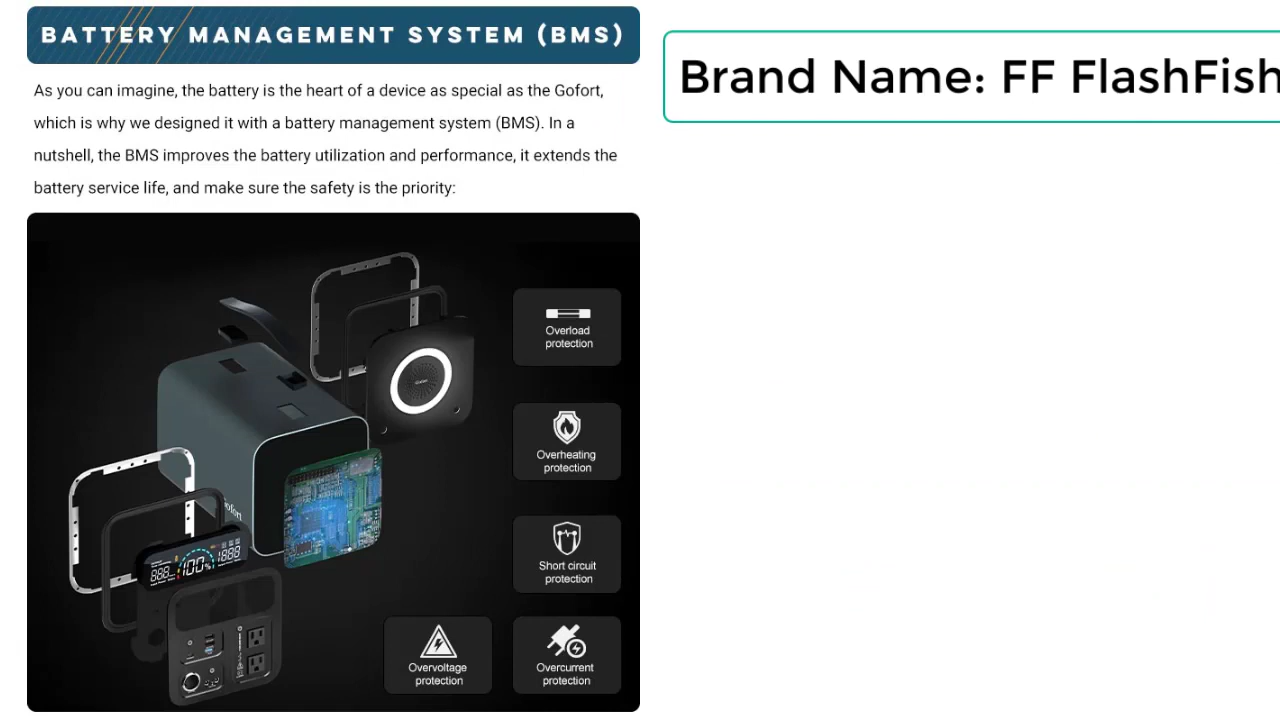 BATTERY MANAGEMENT SYSTEM (BMS)
As you can imagine, the battery is the heart of a device as special as the Gofort,
which is why we designed it with a battery management system (BMS). In a
nutshell, the BMS improves the battery utilization and performance, it extends the
battery service life, and make sure the safety is the priority:
Brand Name: FF FlashFish
Overload
protection
Overheating
protection
Short circuit
protection
Overvoltage
protection
Overcurrent
protection
100%
1888